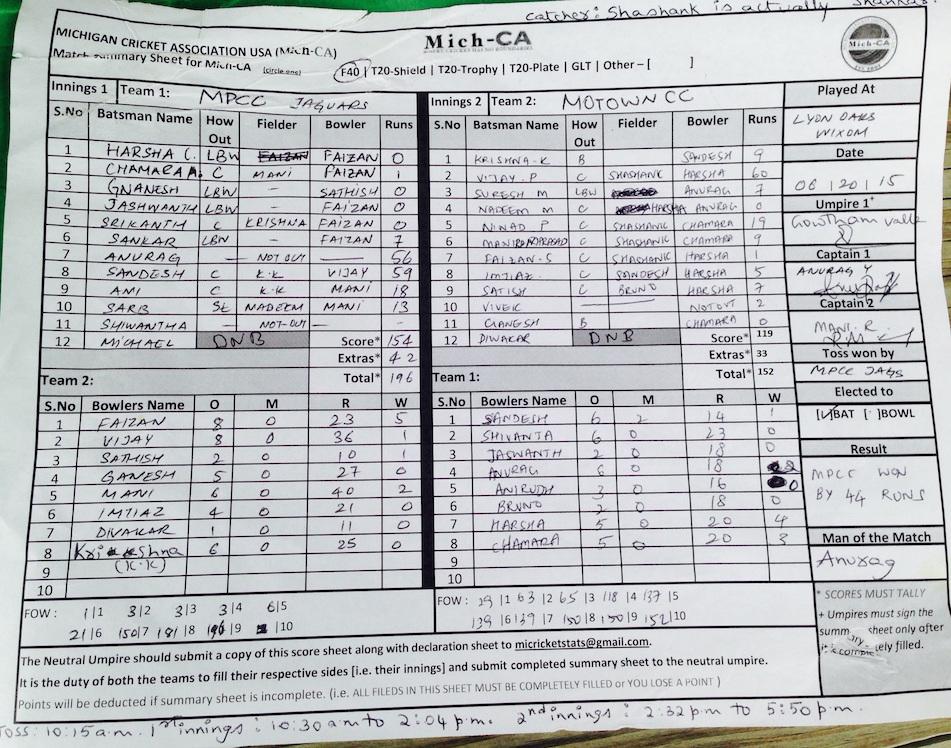 catcher: Shashank is actually Shankar.
MICHIGAN CRICKET ASSOCIATION USA (Mich-CA)
Match summary Sheet for Mich-CA (circle one)
Mich-CA
F40 | T20-Shield | T20-Trophy | T20-Plate | GLT | Other – [ ]
Mich-CA
Innings 1 Team 1: MPCC JAGUARS
S.No Batsman Name How Out Fielder Bowler Runs
1 HARSHA C. LBW FAIZAN 0
2 CHAMARA A. C MANI FAIZAN 1
3 GNANESH LBW – SATHISH 0
4 JASHWANTH LBW – FAIZAN 0
5 SRIKANTH C KRISHNA FAIZAN 0
6 SANKAR LBW – FAIZAN 7
7 ANURAG — NOT OUT — 56
8 SANDESH C K.K VIJAY 59
9 ANI C K.K MANI 18
10 SARB St NADEEM MANI 13
11 SHIWANTHA — NOT-OUT — -
12 MICHAEL DNB Score* 154
Extras* 42
Total* 196
Innings 2 Team 2: MOTOWN CC
S.No Batsman Name How Out Fielder Bowler Runs
1 KRISHNA-K B SANDESH 9
2 VIJAY.P C SHASHANK HARSHA 60
3 SURESH M LBW ANURAG 7
4 NADEEM M C HARSHA ANURAG 0
5 NINAD P C SHASHANK CHAMARA 19
6 C SHASHANK CHAMARA 9
7 FAIZAN-S C SHASHANK HARSHA 1
8 IMTIAZ C SANDESH HARSHA 5
9 SATISH C BRUNO HARSHA 7
10 VIVEK — NOTOUT 2
11 GANGESH B CHAMARA 0
12 DIWAKAR DNB Score* 119
Extras* 33
Total* 152
Team 2:
S.No Bowlers Name O M R W
1 FAIZAN 8 0 23 5
2 VIJAY 8 0 36 1
3 SATHISH 2 0 10 1
4 GANESH 5 0 27 0
5 MANI 6 0 40 2
6 IMTIAZ 4 0 21 0
7 DIVAKAR 1 0 11 0
8 Krishna 6 0 25 0
9 (K.K)
10
Team 1:
S.No Bowlers Name O M R W
1 SANDESH 6 2 14 1
2 SHIVANTA 6 0 23 0
3 JASWANTH 2 0 18 0
4 ANURAG 6 0 18 2
5 ANIRUDH 3 0 16 0
6 BRUNO 2 0 18 0
7 HARSHA 5 0 20 4
8 CHAMARA 5 0 20 3
9
10
FOW : 1|1 3|2 3|3 3|4 6|5
21|6 150|7 181|8 |9 |10
FOW : 19|1 63|2 65|3 118|4 137|5
139|6 139|7 150|8 150|9 152|10
Played At
LYON OAKS
WIXOM
Date
06|20|15
Umpire 1+
Gowtham valle
Captain 1
ANURAG Y
Captain 2
MANI. R.
Toss won by
MPCC JAGS
Elected to
[√]BAT [ ]BOWL
Result
MPCC WON
BY 44 RUNS
Man of the Match
Anurag
* SCORES MUST TALLY
+ Umpires must sign the
summary sheet only after
it's completely filled.
The Neutral Umpire should submit a copy of this score sheet along with declaration sheet to micricketstats@gmail.com.
It is the duty of both the teams to fill their respective sides [i.e. their innings] and submit completed summary sheet to the neutral umpire.
Points will be deducted if summary sheet is incomplete. (i.e. ALL FILEDS IN THIS SHEET MUST BE COMPLETELY FILLED or YOU LOSE A POINT )
Toss: 10:15 a.m. 1st innings : 10:30 a.m to 2:04 p.m. 2nd innings : 2:32 p.m to 5:50 p.m.